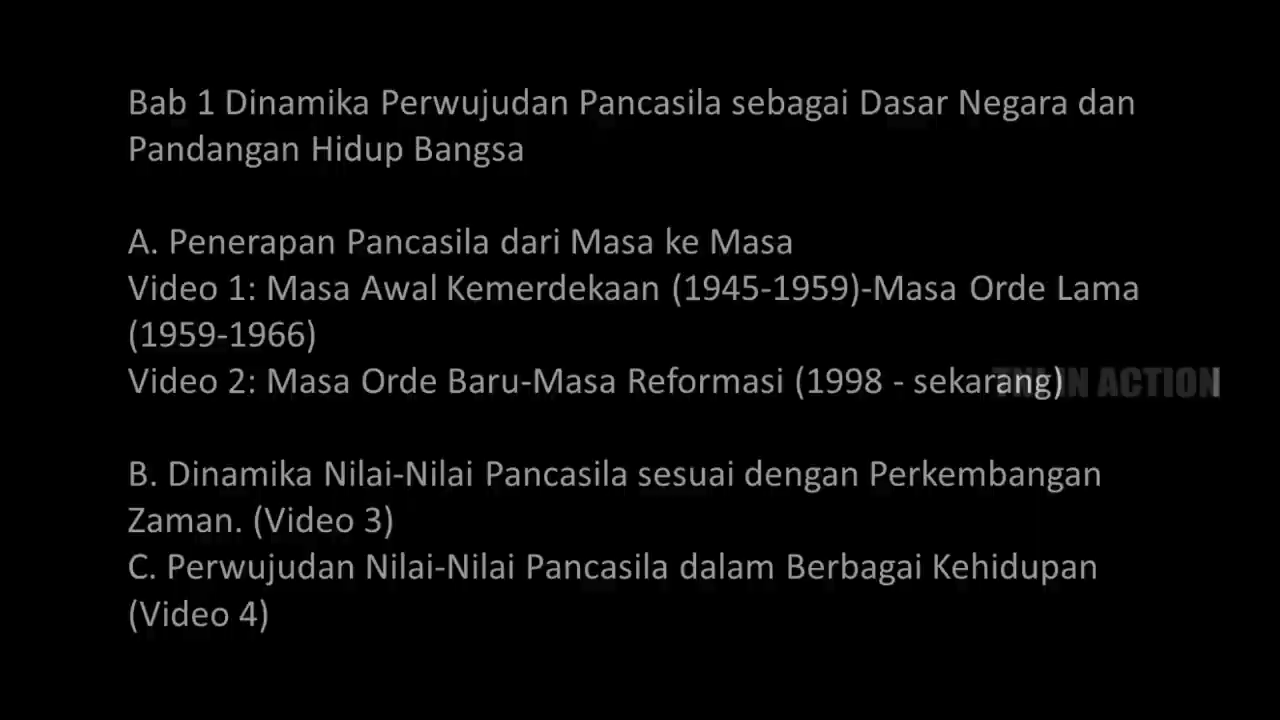 Bab 1 Dinamika Perwujudan Pancasila sebagai Dasar Negara dan
Pandangan Hidup Bangsa
A. Penerapan Pancasila dari Masa ke Masa
Video 1: Masa Awal Kemerdekaan (1945-1959)-Masa Orde Lama
(1959-1966)
Video 2: Masa Orde Baru-Masa Reformasi (1998 - sekarang)
TNI IN ACTION
B. Dinamika Nilai-Nilai Pancasila sesuai dengan Perkembangan
Zaman. (Video 3)
C. Perwujudan Nilai-Nilai Pancasila dalam Berbagai Kehidupan
(Video 4)